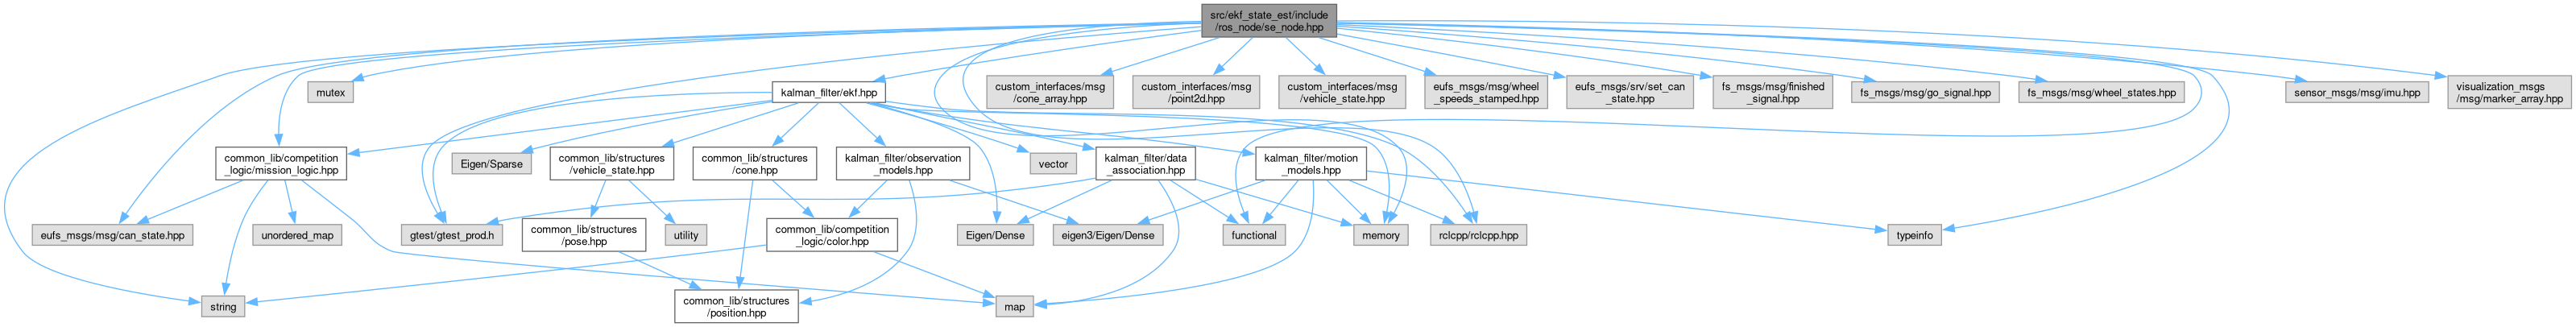 src/ekf_state_est/include
/ros_node/se_node.hpp
mutex
kalman_filter/ekf.hpp
custom_interfaces/msg
/cone_array.hpp
custom_interfaces/msg
/point2d.hpp
custom_interfaces/msg
/vehicle_state.hpp
eufs_msgs/msg/wheel
_speeds_stamped.hpp
eufs_msgs/srv/set_can
_state.hpp
fs_msgs/msg/finished
_signal.hpp
fs_msgs/msg/go_signal.hpp
fs_msgs/msg/wheel_states.hpp
sensor_msgs/msg/imu.hpp
visualization_msgs
/msg/marker_array.hpp
common_lib/competition
_logic/mission_logic.hpp
Eigen/Sparse
common_lib/structures
/vehicle_state.hpp
common_lib/structures
/cone.hpp
kalman_filter/observation
_models.hpp
vector
kalman_filter/data
_association.hpp
kalman_filter/motion
_models.hpp
eufs_msgs/msg/can_state.hpp
unordered_map
gtest/gtest_prod.h
common_lib/structures
/pose.hpp
utility
common_lib/competition
_logic/color.hpp
Eigen/Dense
eigen3/Eigen/Dense
functional
memory
rclcpp/rclcpp.hpp
typeinfo
string
common_lib/structures
/position.hpp
map